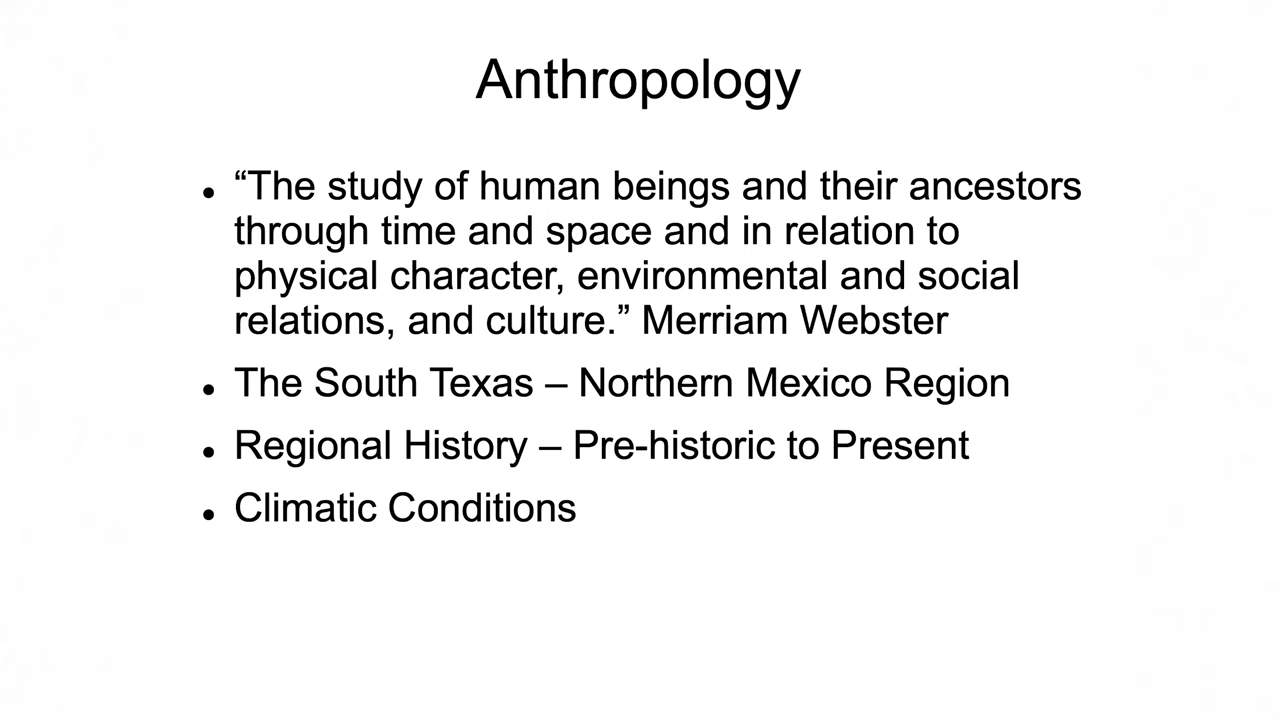 Anthropology
• “The study of human beings and their ancestors
through time and space and in relation to
physical character, environmental and social
relations, and culture.” Merriam Webster
• The South Texas – Northern Mexico Region
• Regional History – Pre-historic to Present
• Climatic Conditions